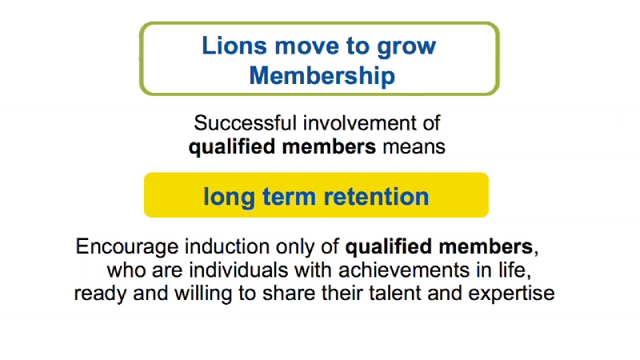 Lions move to grow
Membership
Successful involvement of
qualified members means
long term retention
Encourage induction only of qualified members,
who are individuals with achievements in life,
ready and willing to share their talent and expertise